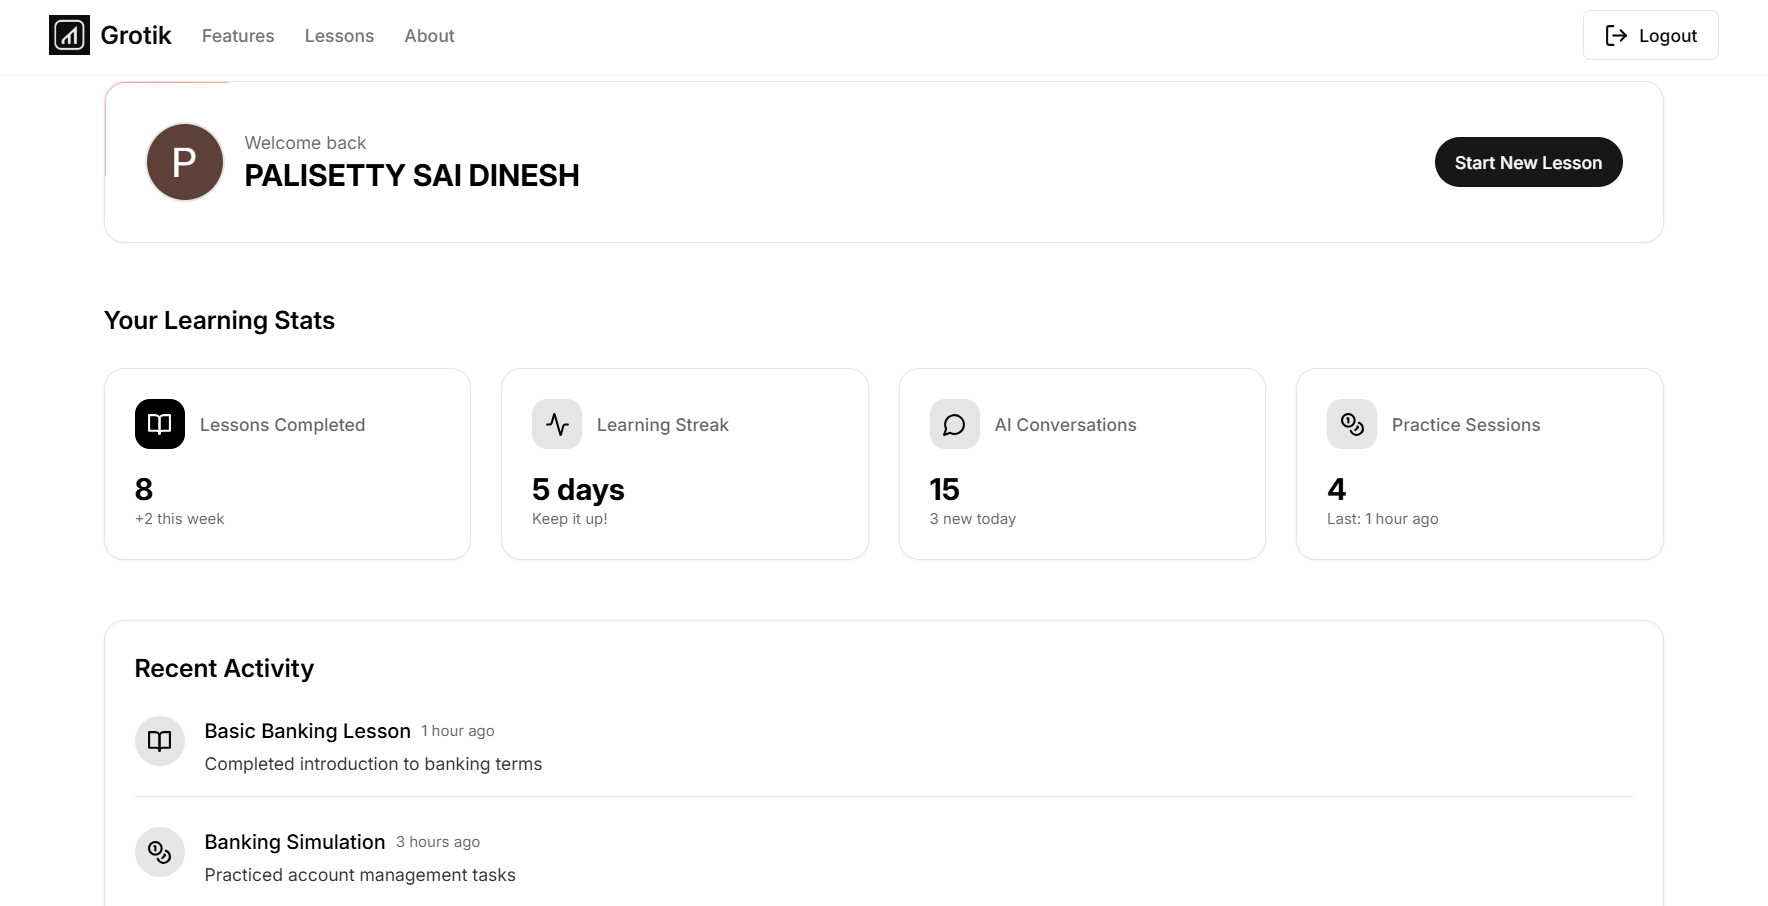 Grotik
Features
Lessons
About
Logout
P
Welcome back
PALISETTY SAI DINESH
Start New Lesson
Your Learning Stats
Lessons Completed
8
+2 this week
Learning Streak
5 days
Keep it up!
AI Conversations
15
3 new today
Practice Sessions
4
Last: 1 hour ago
Recent Activity
Basic Banking Lesson 1 hour ago
Completed introduction to banking terms
Banking Simulation 3 hours ago
Practiced account management tasks